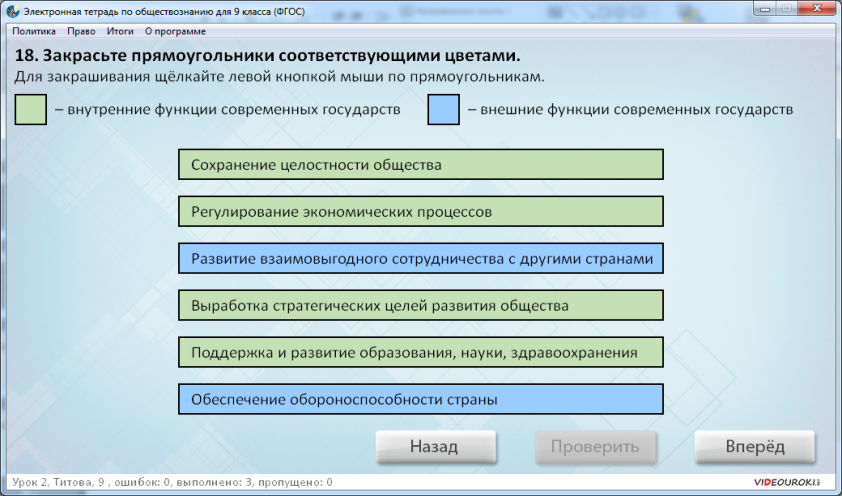 Электронная тетрадь по обществознанию для 9 класса (ФГОС)
Политика Право Итоги О программе
18. Закрасьте прямоугольники соответствующими цветами.
Для закрашивания щёлкайте левой кнопкой мыши по прямоугольникам.
– внутренние функции современных государств – внешние функции современных государств
Сохранение целостности общества
Регулирование экономических процессов
Развитие взаимовыгодного сотрудничества с другими странами
Выработка стратегических целей развития общества
Поддержка и развитие образования, науки, здравоохранения
Обеспечение обороноспособности страны
Назад Проверить Вперёд
Урок 2, Титова, 9 , ошибок: 0, выполнено: 3, пропущено: 0